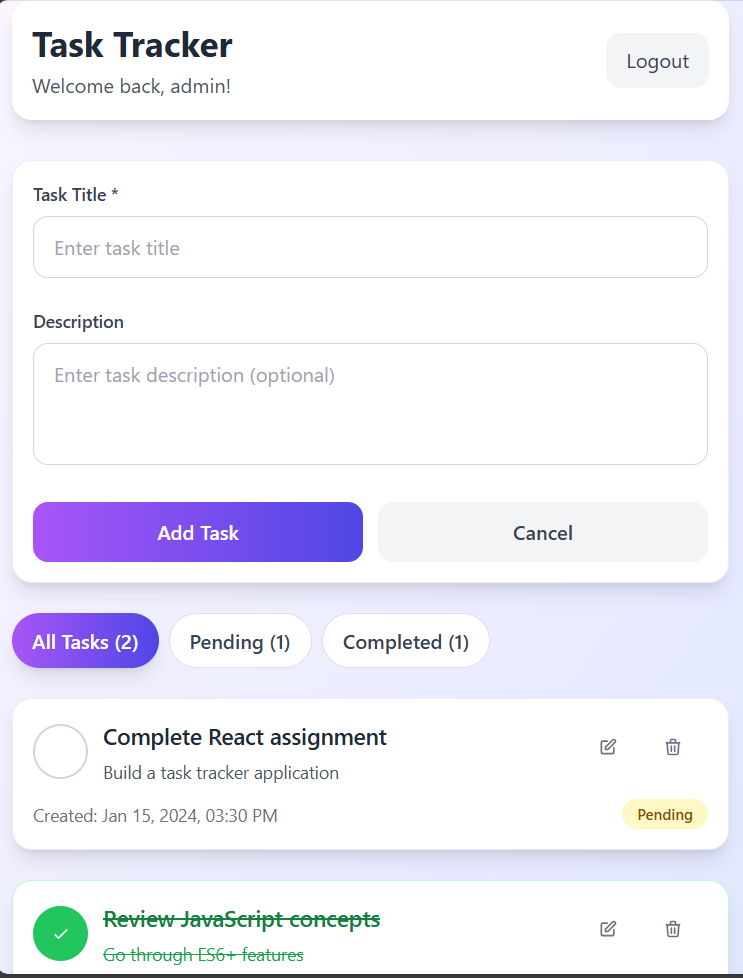 Task Tracker
Welcome back, admin!
Logout
Task Title *
Enter task title
Description
Enter task description (optional)
Add Task
Cancel
All Tasks (2)
Pending (1)
Completed (1)
Complete React assignment
Build a task tracker application
Created: Jan 15, 2024, 03:30 PM
Pending
Review JavaScript concepts
Go through ES6+ features